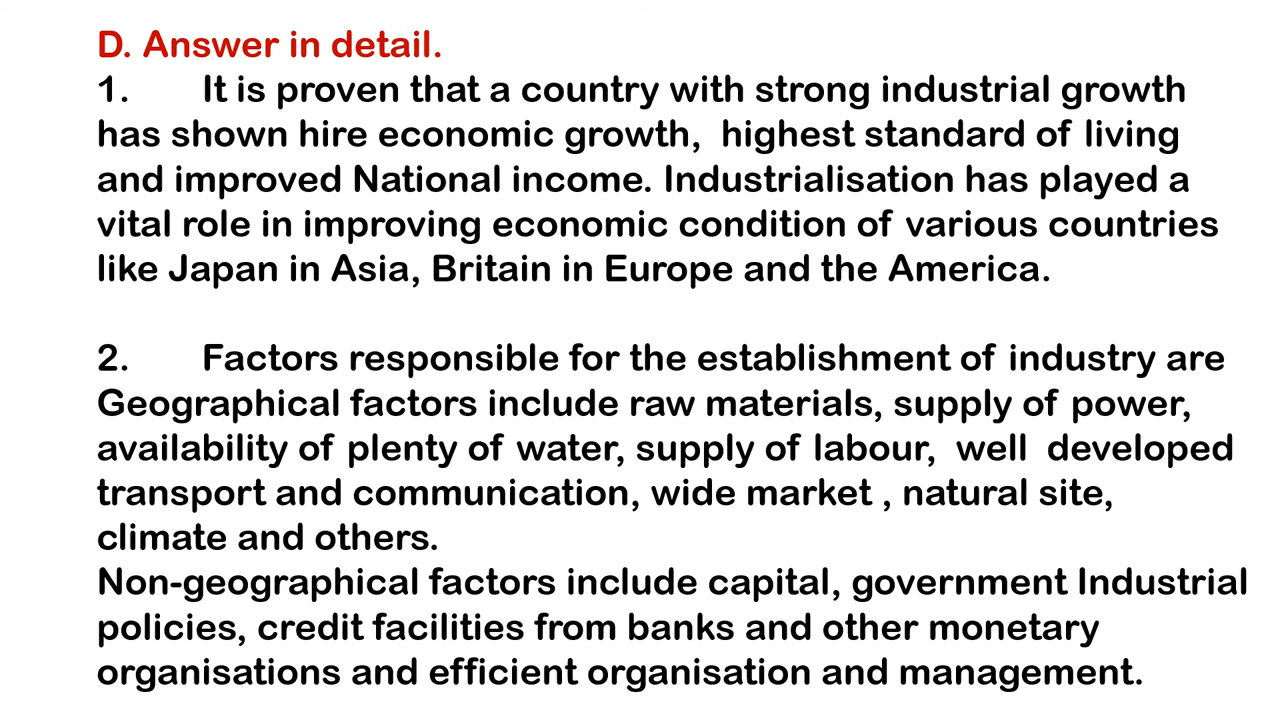 D. Answer in detail.
1. It is proven that a country with strong industrial growth
has shown hire economic growth, highest standard of living
and improved National income. Industrialisation has played a
vital role in improving economic condition of various countries
like Japan in Asia, Britain in Europe and the America.
2. Factors responsible for the establishment of industry are
Geographical factors include raw materials, supply of power,
availability of plenty of water, supply of labour, well developed
transport and communication, wide market , natural site,
climate and others.
Non-geographical factors include capital, government Industrial
policies, credit facilities from banks and other monetary
organisations and efficient organisation and management.